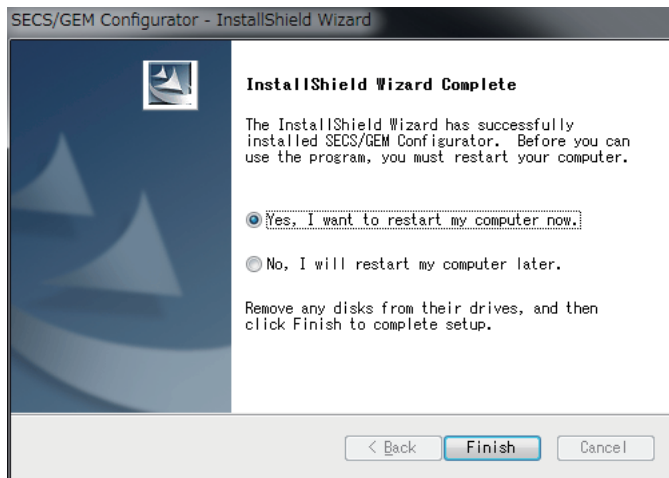 SECS/GEM Configurator - InstallShield Wizard
InstallShield Wizard Complete
The InstallShield Wizard has successfully
installed SECS/GEM Configurator.  Before you can
use the program, you must restart your computer.
Yes, I want to restart my computer now.
No, I will restart my computer later.
Remove any disks from their drives, and then
click Finish to complete setup.
< Back Finish Cancel